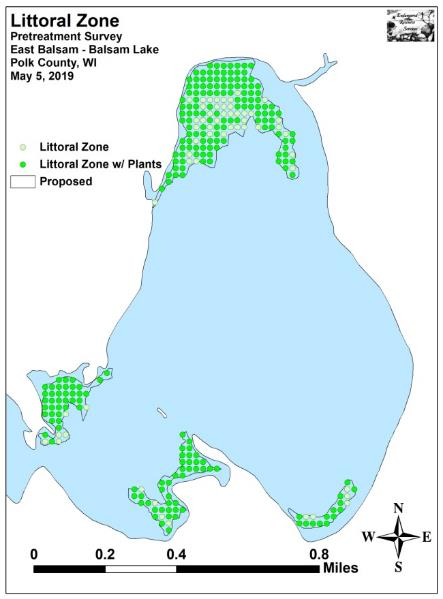 Littoral Zone
Pretreatment Survey
East Balsam - Balsam Lake
Polk County, WI
May 5, 2019
Littoral Zone
Littoral Zone w/ Plants
Proposed
N
W E
S
0 0.2 0.4 0.8
Miles